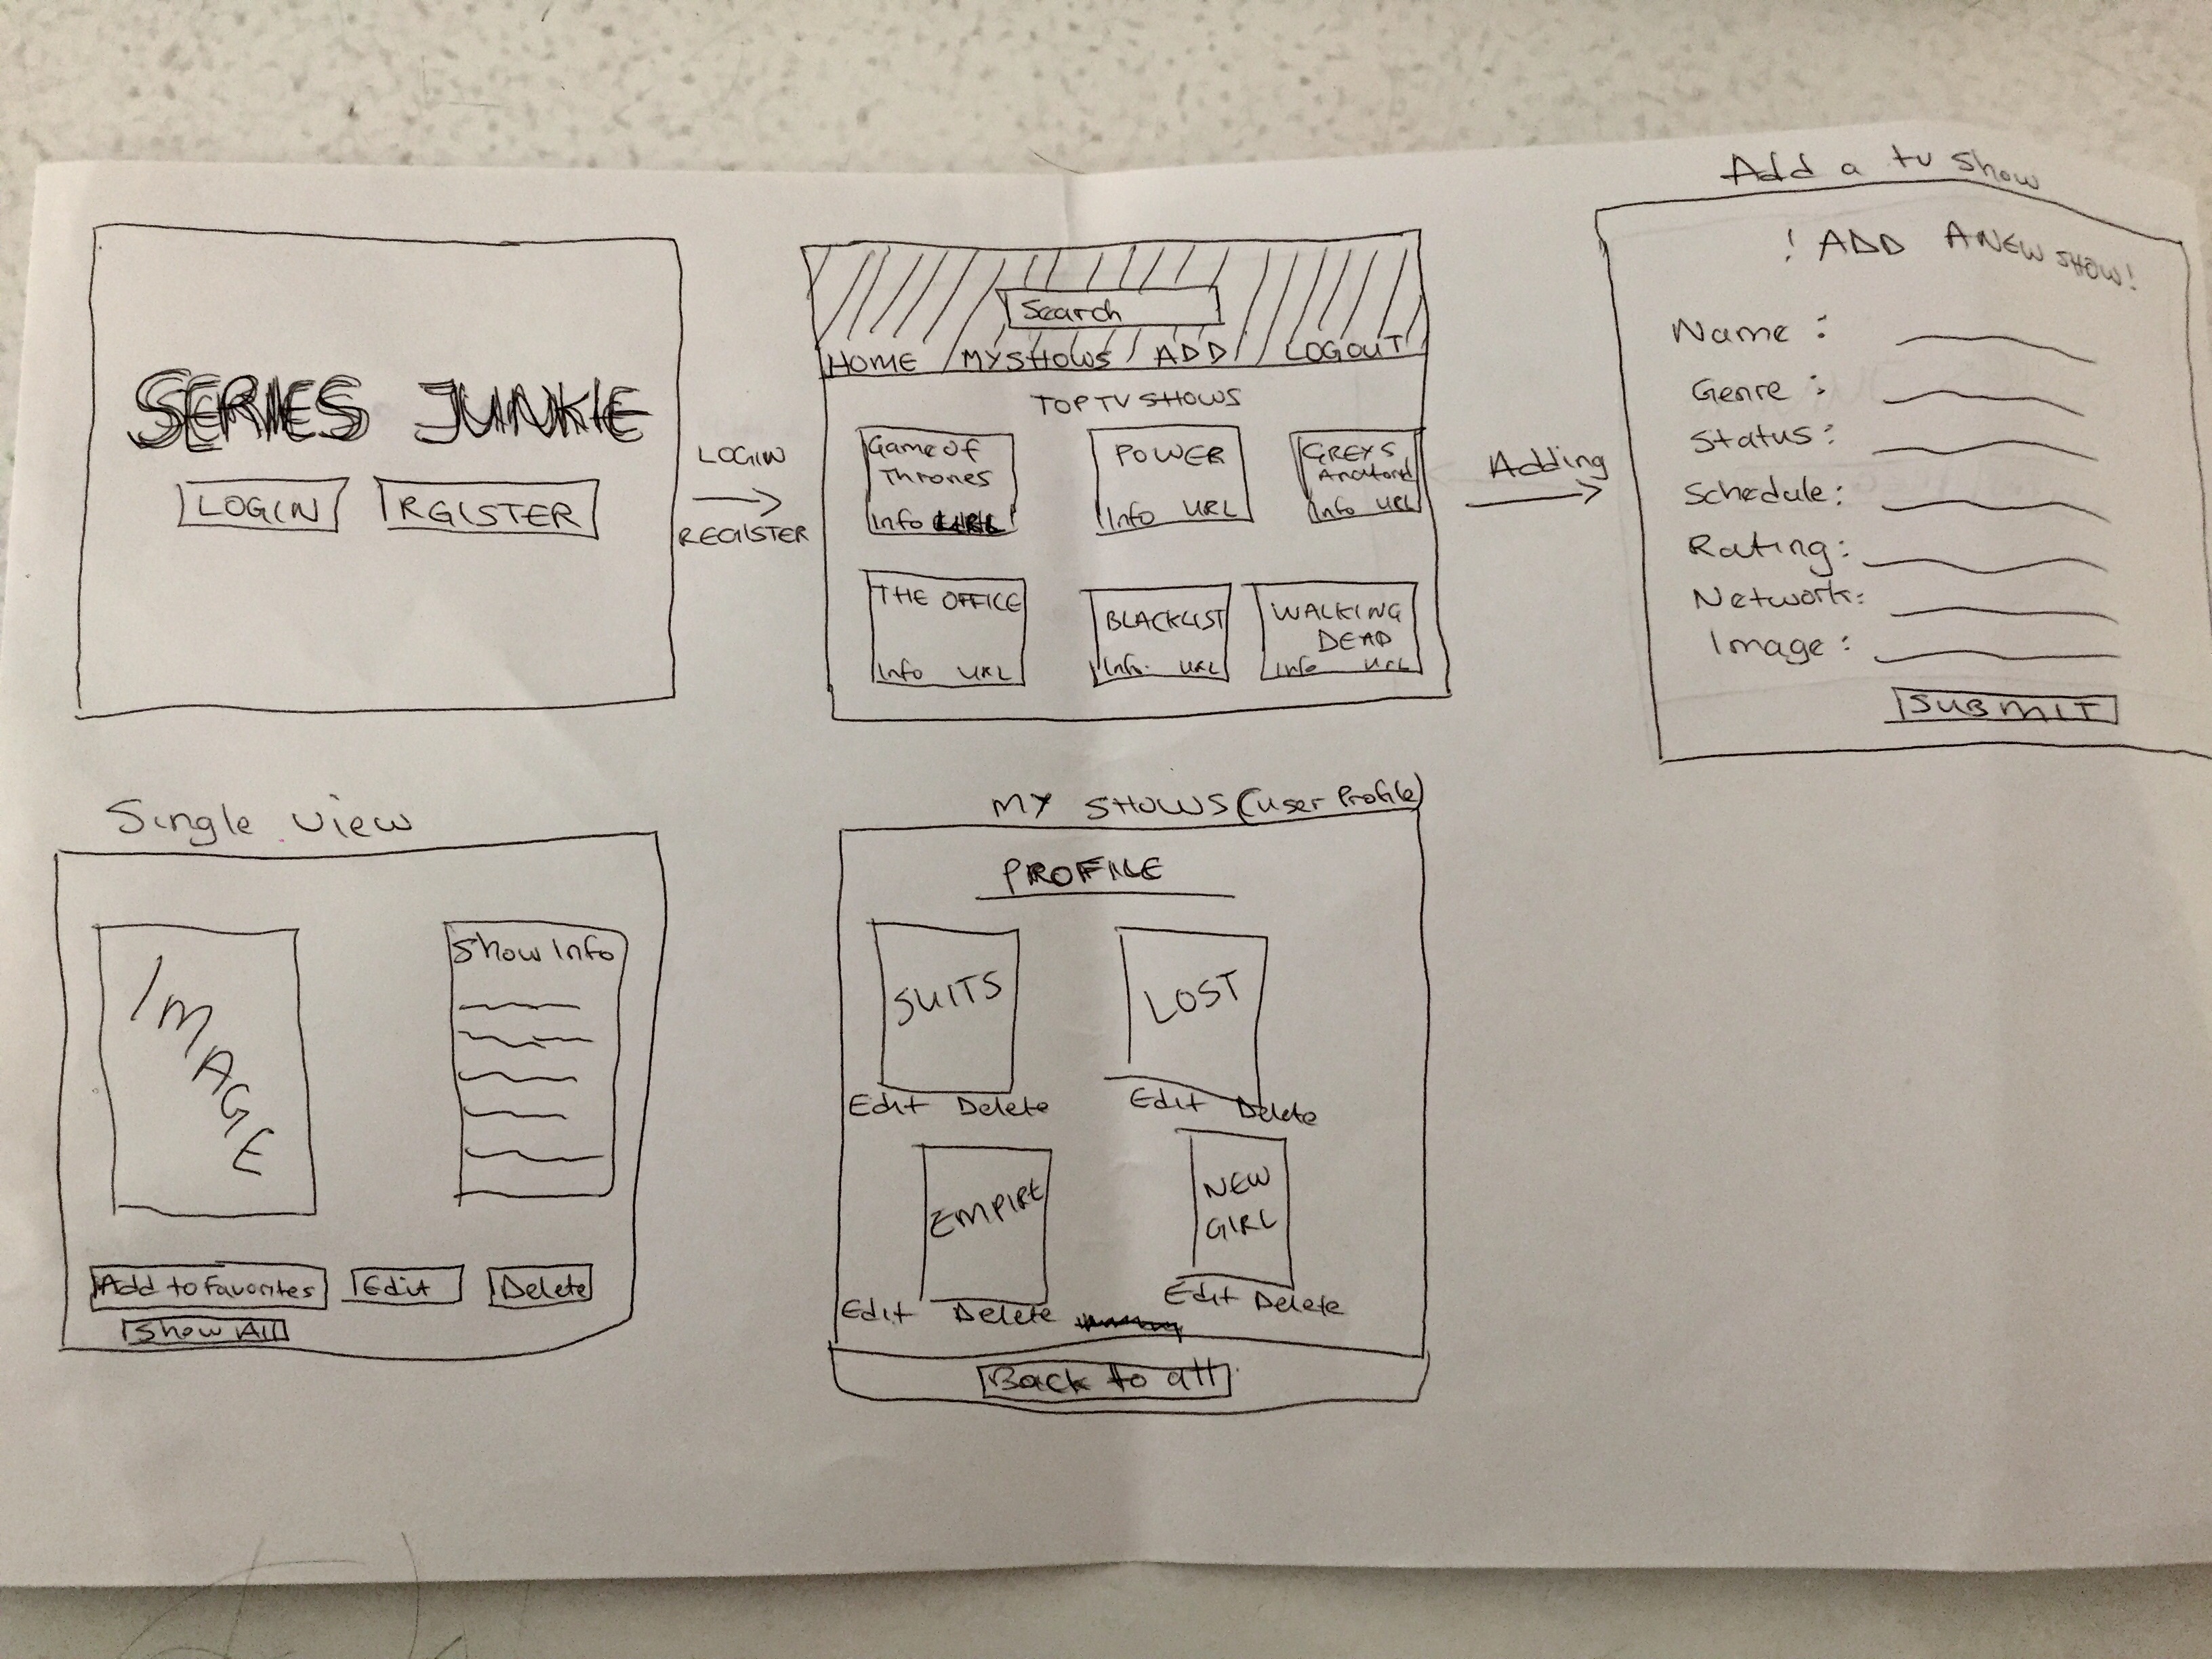 SERIES JUNKIE
LOGIN RGISTER
LOGIN
REGISTER
Search
HOME MYSHOWS ADD LOGOUT
TOP TV SHOWS
Game of
Thrones
Info URL
POWER
Info URL
GREYS
Anatomy
Info URL
THE OFFICE
Info URL
BLACKLIST
Info URL
WALKING
DEAD
Info URL
Adding
Add a tv show
! ADD A NEW SHOW!
Name :
Genre :
Status :
Schedule :
Rating :
Network :
Image :
SUBMIT
Single view
IMAGE
Show Info
Add to favorites Edit Delete
Show All
MY SHOWS (User Profile)
PROFILE
SUITS
Edit Delete
LOST
Edit Delete
EMPIRE
Edit Delete
NEW
GIRL
Edit Delete
Back to all